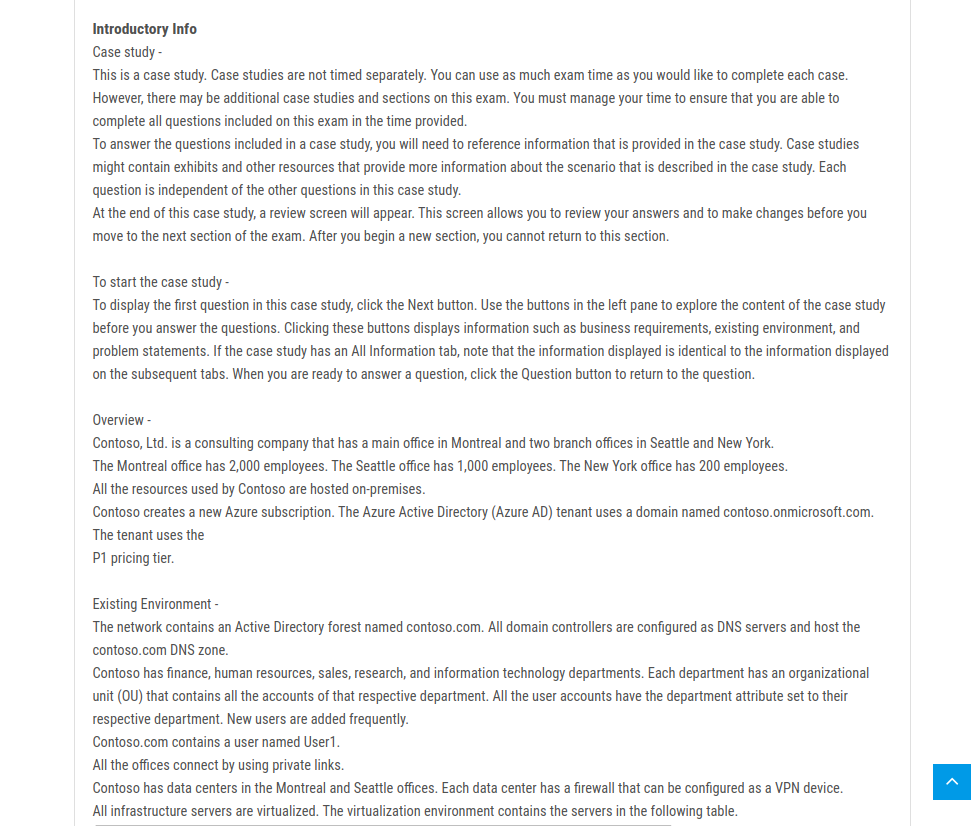 Introductory Info
Case study -
This is a case study. Case studies are not timed separately. You can use as much exam time as you would like to complete each case.
However, there may be additional case studies and sections on this exam. You must manage your time to ensure that you are able to
complete all questions included on this exam in the time provided.
To answer the questions included in a case study, you will need to reference information that is provided in the case study. Case studies
might contain exhibits and other resources that provide more information about the scenario that is described in the case study. Each
question is independent of the other questions in this case study.
At the end of this case study, a review screen will appear. This screen allows you to review your answers and to make changes before you
move to the next section of the exam. After you begin a new section, you cannot return to this section.
To start the case study -
To display the first question in this case study, click the Next button. Use the buttons in the left pane to explore the content of the case study
before you answer the questions. Clicking these buttons displays information such as business requirements, existing environment, and
problem statements. If the case study has an All Information tab, note that the information displayed is identical to the information displayed
on the subsequent tabs. When you are ready to answer a question, click the Question button to return to the question.
Overview -
Contoso, Ltd. is a consulting company that has a main office in Montreal and two branch offices in Seattle and New York.
The Montreal office has 2,000 employees. The Seattle office has 1,000 employees. The New York office has 200 employees.
All the resources used by Contoso are hosted on-premises.
Contoso creates a new Azure subscription. The Azure Active Directory (Azure AD) tenant uses a domain named contoso.onmicrosoft.com.
The tenant uses the
P1 pricing tier.
Existing Environment -
The network contains an Active Directory forest named contoso.com. All domain controllers are configured as DNS servers and host the
contoso.com DNS zone.
Contoso has finance, human resources, sales, research, and information technology departments. Each department has an organizational
unit (OU) that contains all the accounts of that respective department. All the user accounts have the department attribute set to their
respective department. New users are added frequently.
Contoso.com contains a user named User1.
All the offices connect by using private links.
Contoso has data centers in the Montreal and Seattle offices. Each data center has a firewall that can be configured as a VPN device.
All infrastructure servers are virtualized. The virtualization environment contains the servers in the following table.